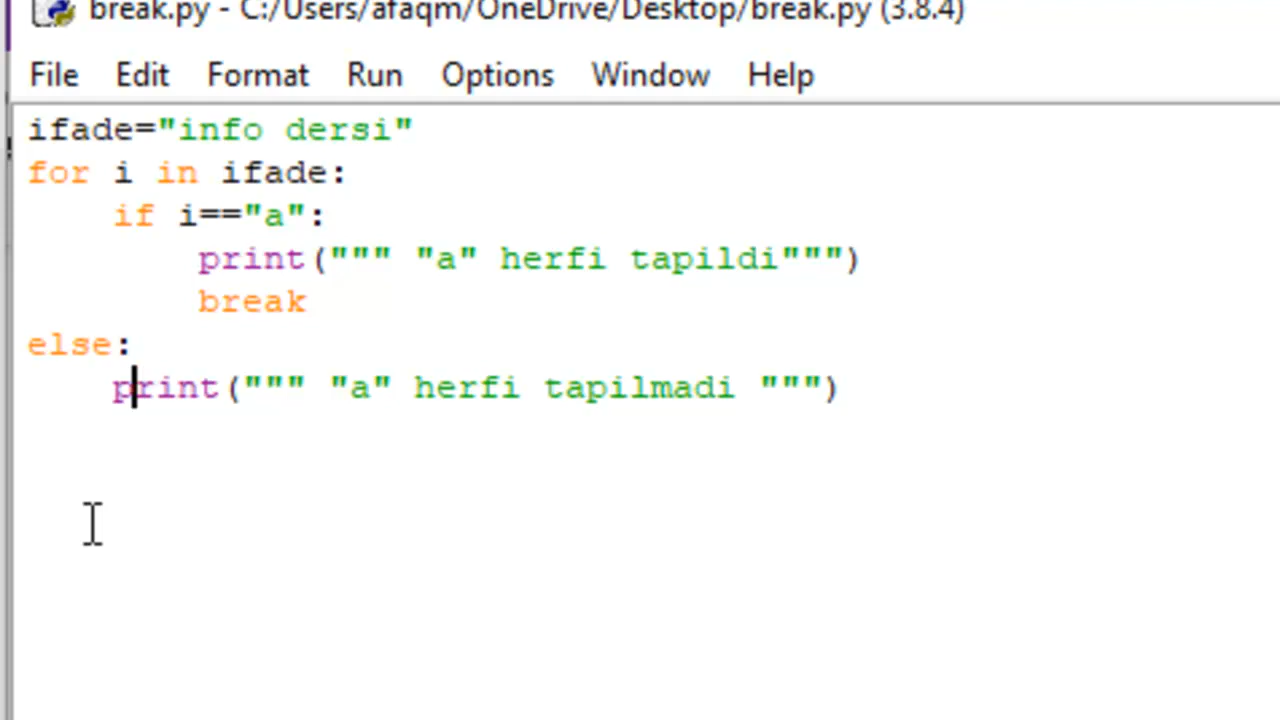 break.py - C:/Users/afaqm/OneDrive/Desktop/break.py (3.8.4)
File Edit Format Run Options Window Help
ifade="info dersi"
for i in ifade:
    if i=="a":
        print(""" "a" herfi tapildi""")
        break
else:
    print(""" "a" herfi tapilmadi """)